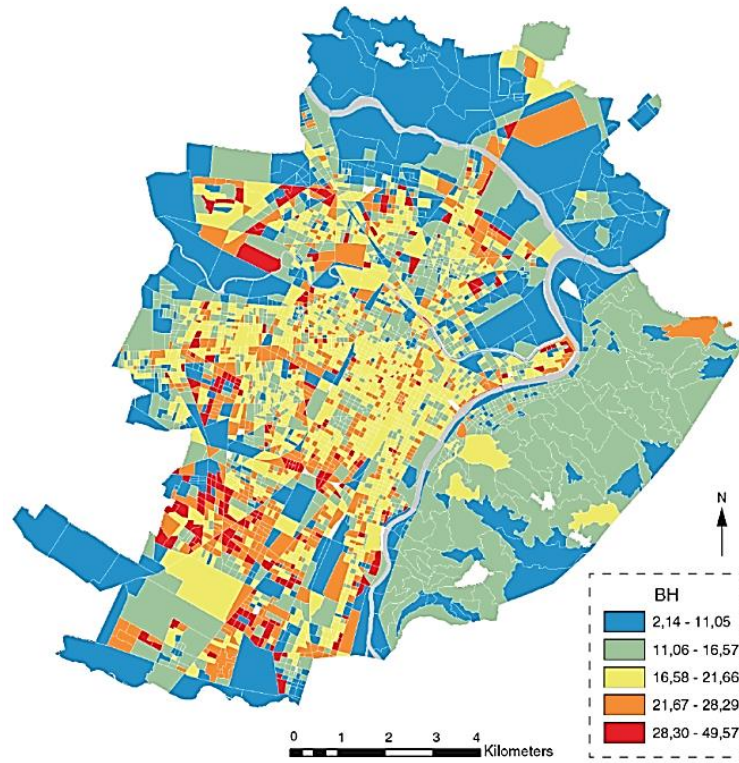 N
BH
2,14 - 11,05
11,06 - 16,57
16,58 - 21,66
21,67 - 28,29
28,30 - 49,57
0 1 2 3 4
Kilometers